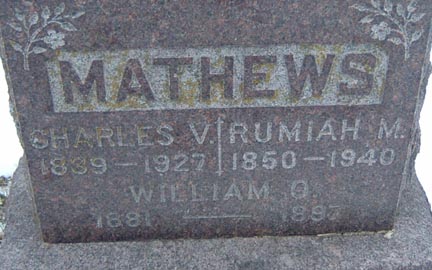 MATHEWS
CHARLES V. RUMIAH M.
1839 — 1927 1850 — 1940
WILLIAM O.
1881 — 1897